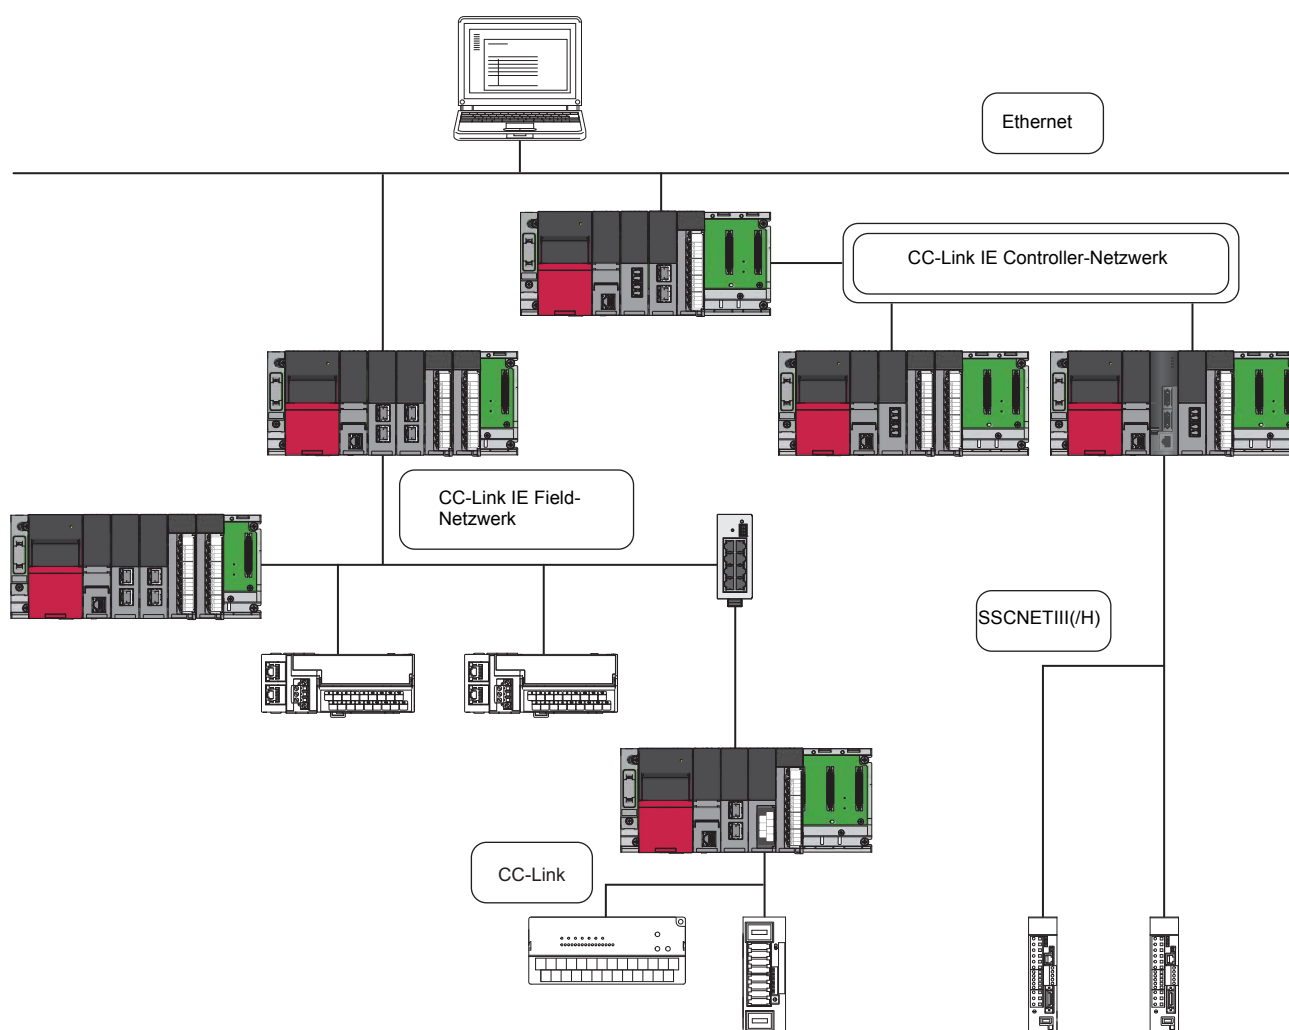 Ethernet
CC-Link IE Controller-Netzwerk
CC-Link IE Field-
Netzwerk
SSCNETIII(/H)
CC-Link